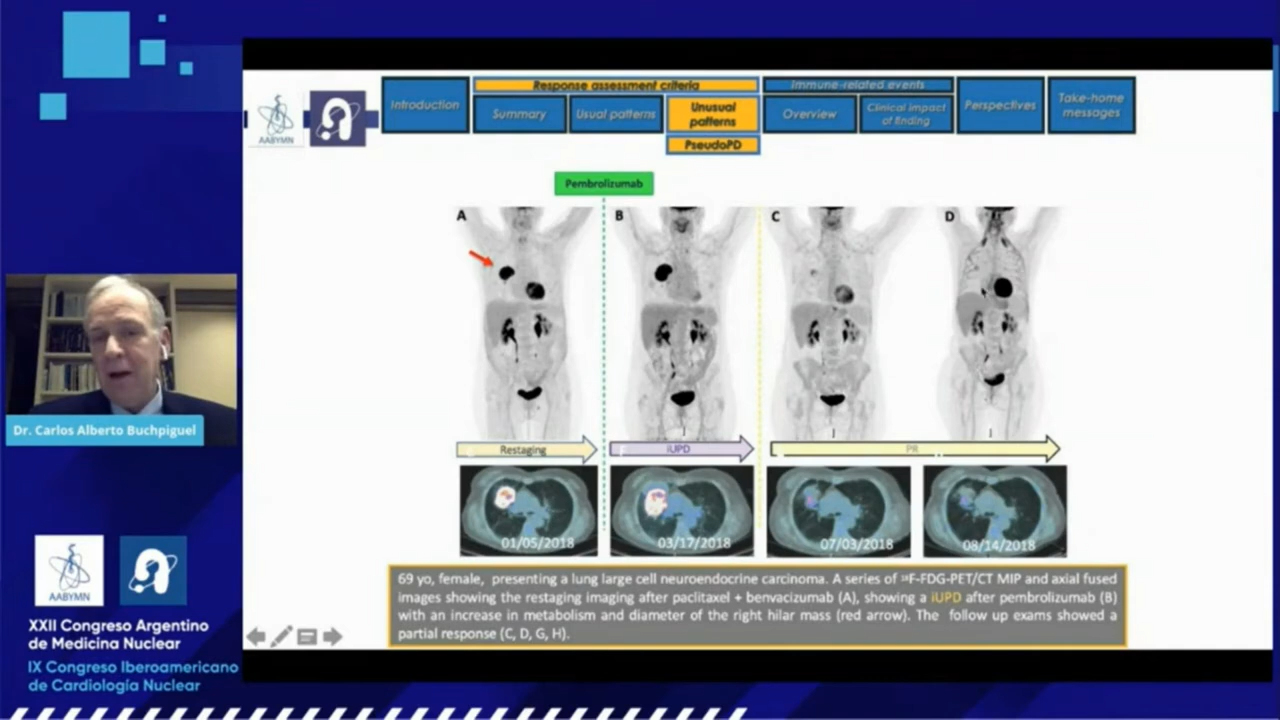 Response assessment criteria
Immune-related events
Introduction
Summary
Usual patterns
Unusual
patterns
Overview
Clinical impact
of finding
Perspectives
Take-home
messages
PseudoPD
AABYMN
Pembrolizumab
A
B
C
D
Restaging
iUPD
PR
01/05/2018
03/17/2018
07/03/2018
08/14/2018
69 yo, female, presenting a lung large cell neuroendocrine carcinoma. A series of ¹⁸F-FDG-PET/CT MIP and axial fused
images showing the restaging imaging after paclitaxel + benvacizumab (A), showing a iUPD after pembrolizumab (B)
with an increase in metabolism and diameter of the right hilar mass (red arrow). The follow up exams showed a
partial response (C, D, G, H).
Dr. Carlos Alberto Buchpiguel
AABYMN
XXII Congreso Argentino
de Medicina Nuclear
IX Congreso Iberoamericano
de Cardiología Nuclear